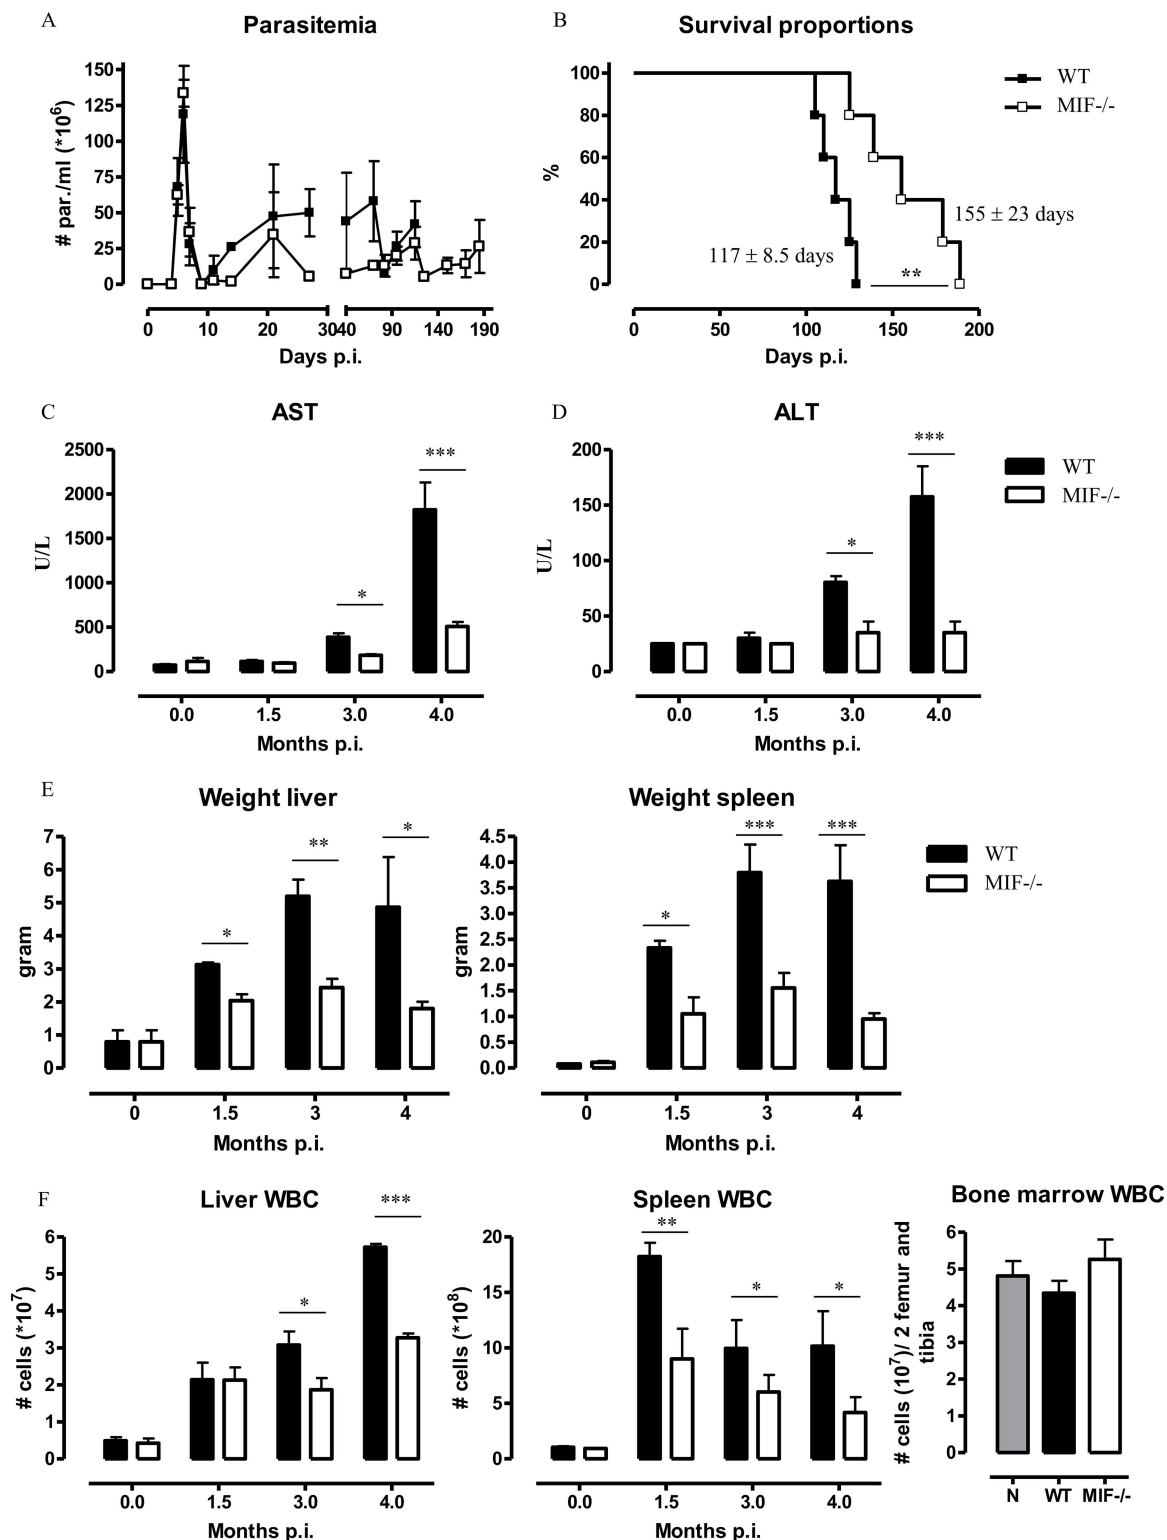 A
Parasitemia
# par./ml (*10⁶)
150
125
100
75
50
25
0
0 10 20 30 40 90 140 190
Days p.i.
B
Survival proportions
%
100
80
60
40
20
0
117 ± 8.5 days
155 ± 23 days
**
0 50 100 150 200
Days p.i.
WT
MIF-/-
C
AST
U/L
2500
2000
1500
1000
500
0
*
***
0.0 1.5 3.0 4.0
Months p.i.
D
ALT
U/L
200
150
100
50
0
*
***
0.0 1.5 3.0 4.0
Months p.i.
WT
MIF-/-
E
Weight liver
gram
7
6
5
4
3
2
1
0
*
**
*
0 1.5 3 4
Months p.i.
Weight spleen
gram
4.5
4.0
3.5
3.0
2.5
2.0
1.5
1.0
0.5
0.0
*
***
***
0 1.5 3 4
Months p.i.
WT
MIF-/-
F
Liver WBC
# cells (*10⁷)
6
5
4
3
2
1
0
*
***
0.0 1.5 3.0 4.0
Months p.i.
Spleen WBC
# cells (*10⁸)
20
15
10
5
0
**
*
*
0.0 1.5 3.0 4.0
Months p.i.
Bone marrow WBC
# cells (10⁷)/ 2 femur and
tibia
6
5
4
3
2
1
0
N WT MIF-/-